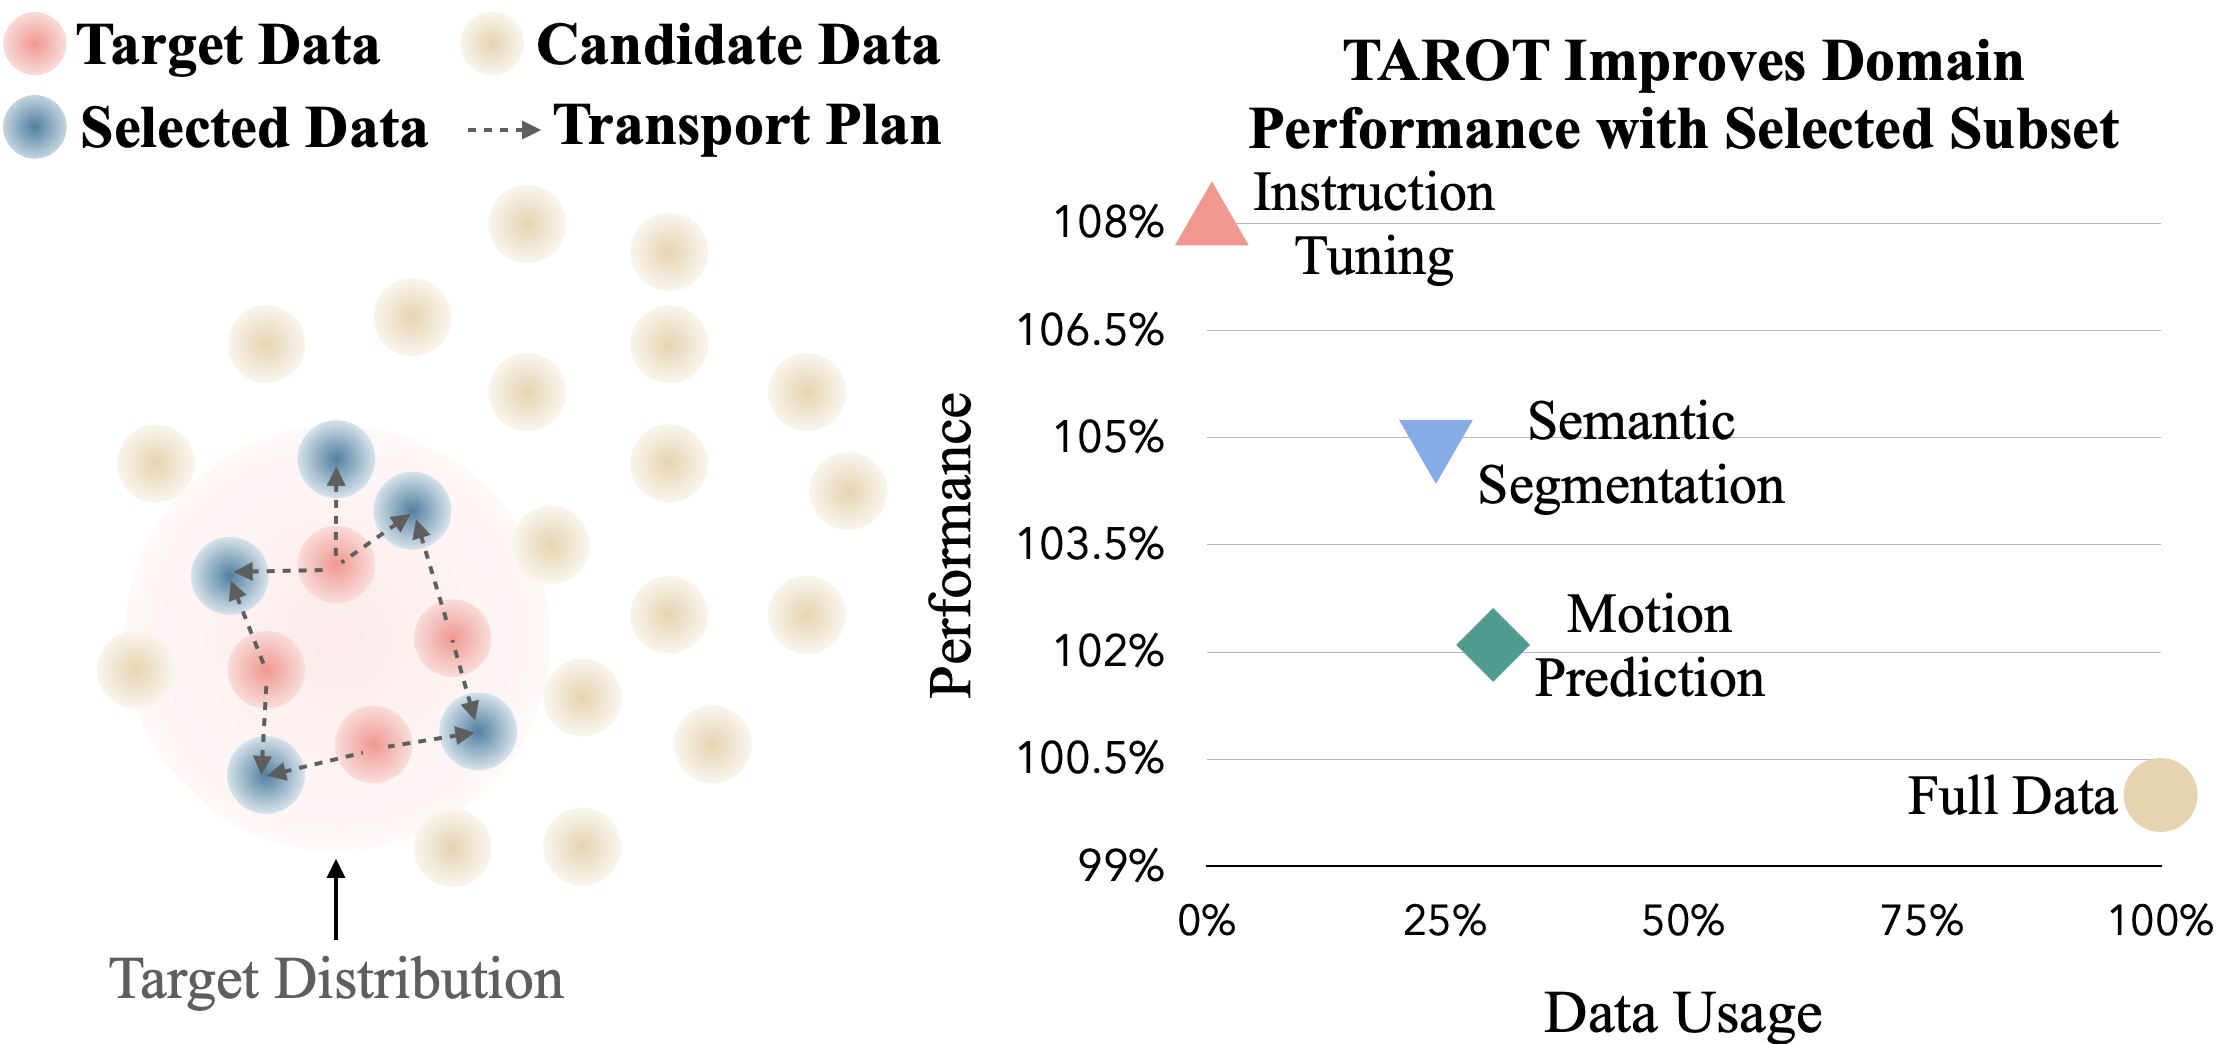 Target Data
Candidate Data
Selected Data
Transport Plan
Target Distribution
TAROT Improves Domain
Performance with Selected Subset
Performance
108%
106.5%
105%
103.5%
102%
100.5%
99%
Instruction
Tuning
Semantic
Segmentation
Motion
Prediction
Full Data
0%
25%
50%
75%
100%
Data Usage